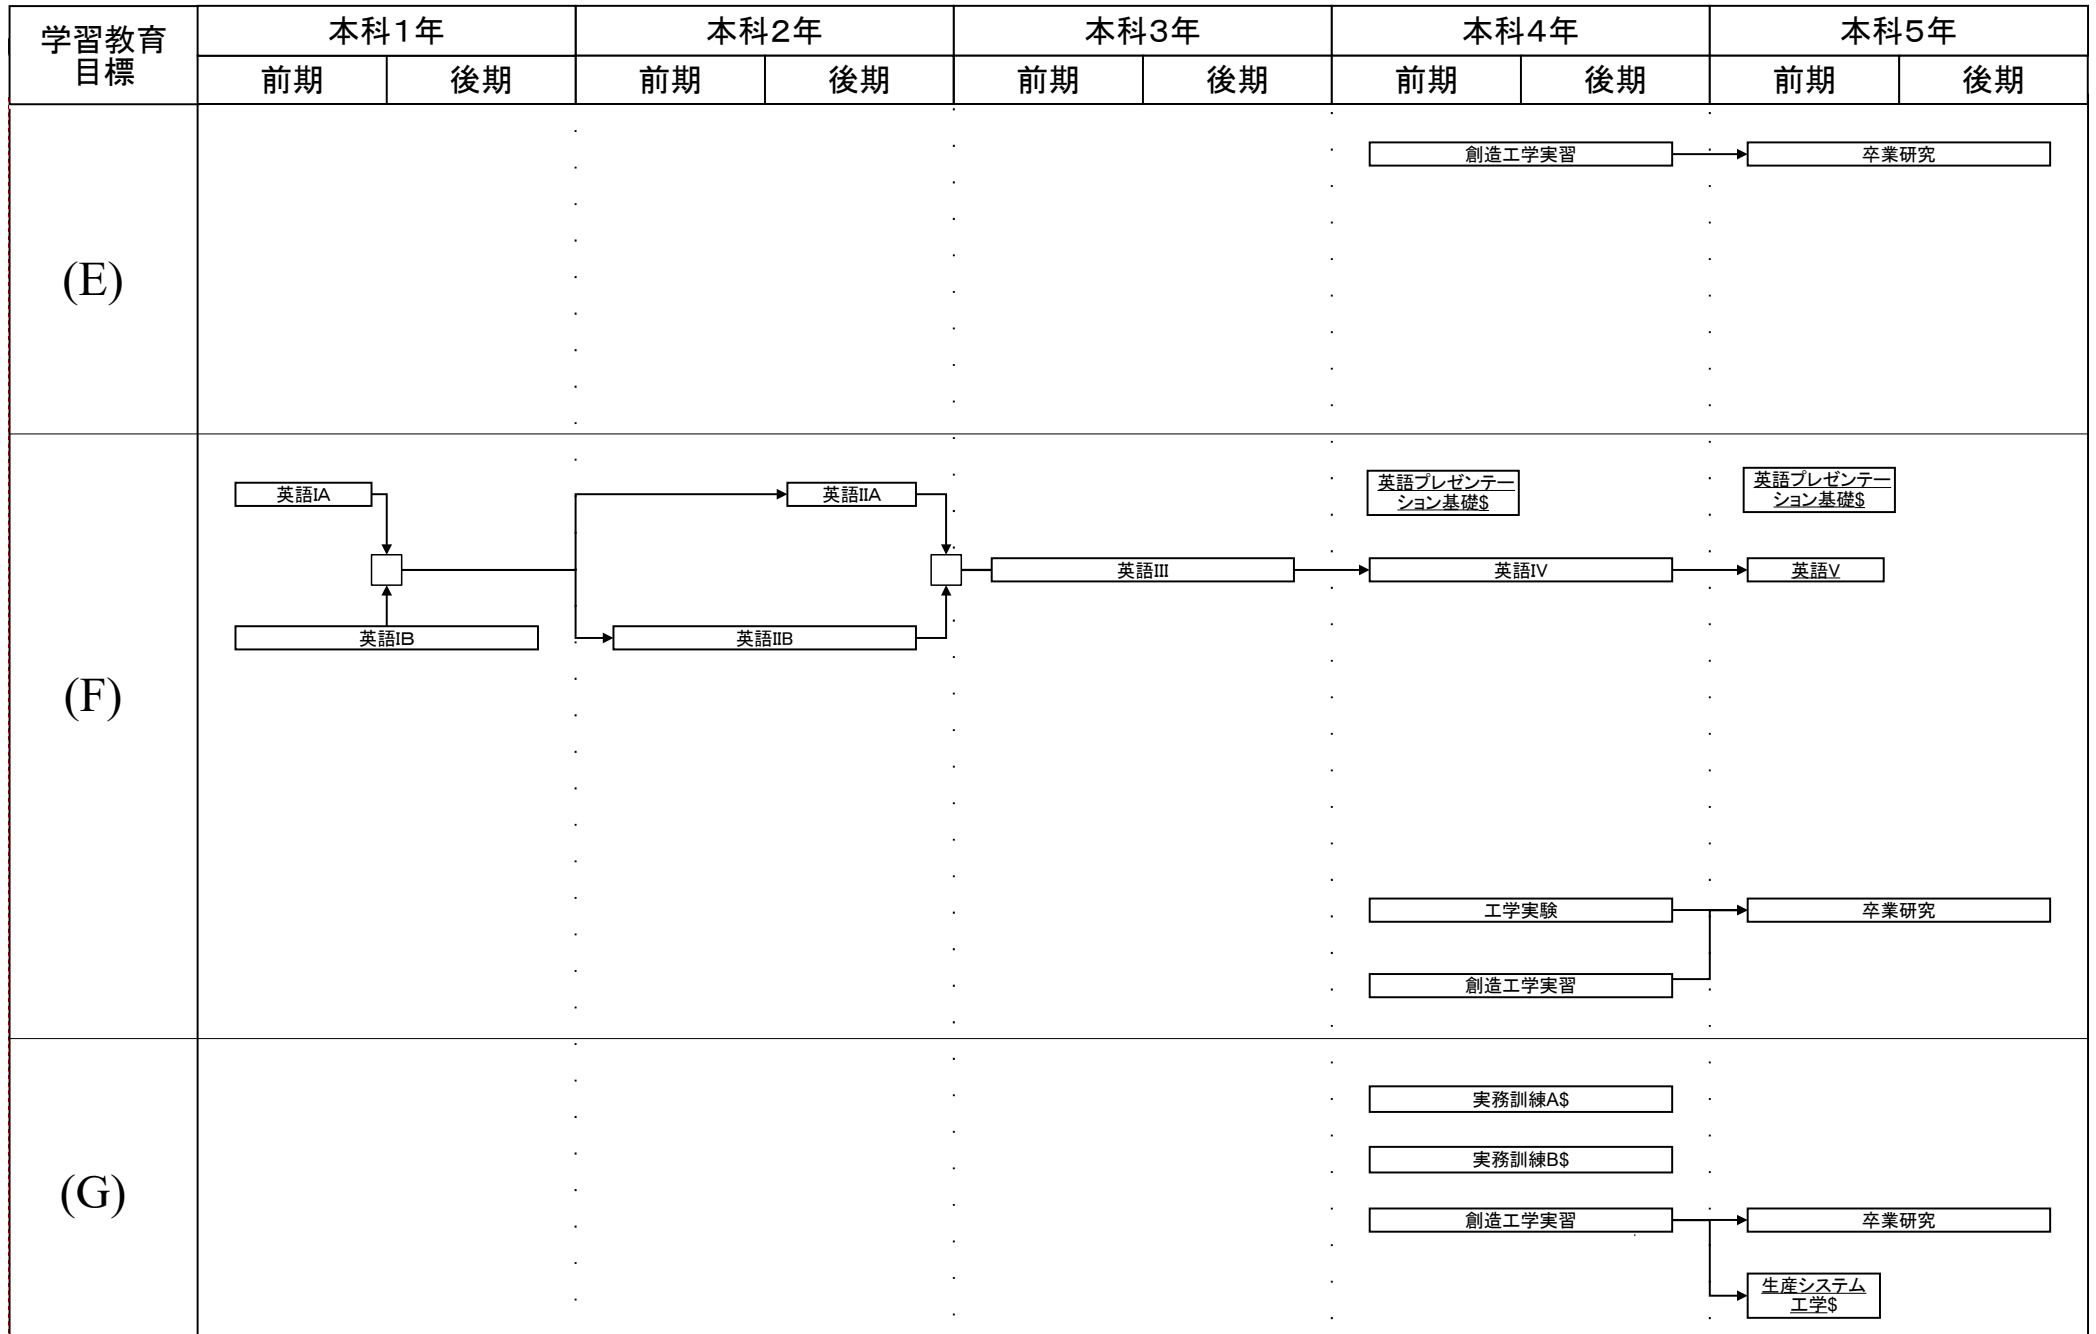 学習教育
目標
本科1年
本科2年
本科3年
本科4年
本科5年
前期
後期
前期
後期
前期
後期
前期
後期
前期
後期
(E)
創造工学実習
卒業研究
(F)
英語IA
英語IIA
英語プレゼンテー
ション基礎$
英語プレゼンテー
ション基礎$
英語III
英語IV
英語V
英語IB
英語IIB
工学実験
卒業研究
創造工学実習
(G)
実務訓練A$
実務訓練B$
創造工学実習
卒業研究
生産システム
工学$